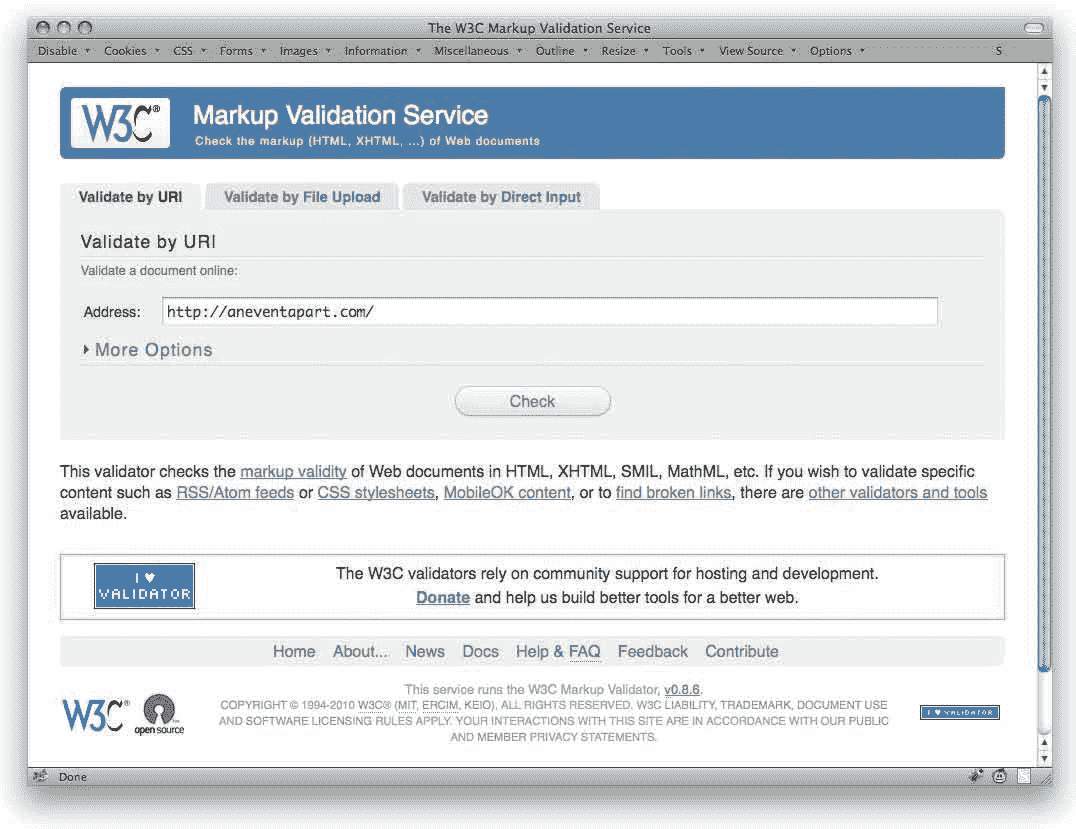 The W3C Markup Validation Service
Disable Cookies CSS Forms Images Information Miscellaneous Outline Resize Tools View Source Options S
W3C® Markup Validation Service
Check the markup (HTML, XHTML, ...) of Web documents
Validate by URI Validate by File Upload Validate by Direct Input
Validate by URI
Validate a document online:
Address: http://aneventapart.com/
More Options
Check
This validator checks the markup validity of Web documents in HTML, XHTML, SMIL, MathML, etc. If you wish to validate specific
content such as RSS/Atom feeds or CSS stylesheets, MobileOK content, or to find broken links, there are other validators and tools
available.
I ♥
VALIDATOR
The W3C validators rely on community support for hosting and development.
Donate and help us build better tools for a better web.
Home About... News Docs Help & FAQ Feedback Contribute
This service runs the W3C Markup Validator, v0.8.6.
COPYRIGHT © 1994-2010 W3C® (MIT, ERCIM, KEIO), ALL RIGHTS RESERVED. W3C LIABILITY, TRADEMARK, DOCUMENT USE
AND SOFTWARE LICENSING RULES APPLY. YOUR INTERACTIONS WITH THIS SITE ARE IN ACCORDANCE WITH OUR PUBLIC
AND MEMBER PRIVACY STATEMENTS.
W3C®
open source
I ♥ VALIDATOR
Done